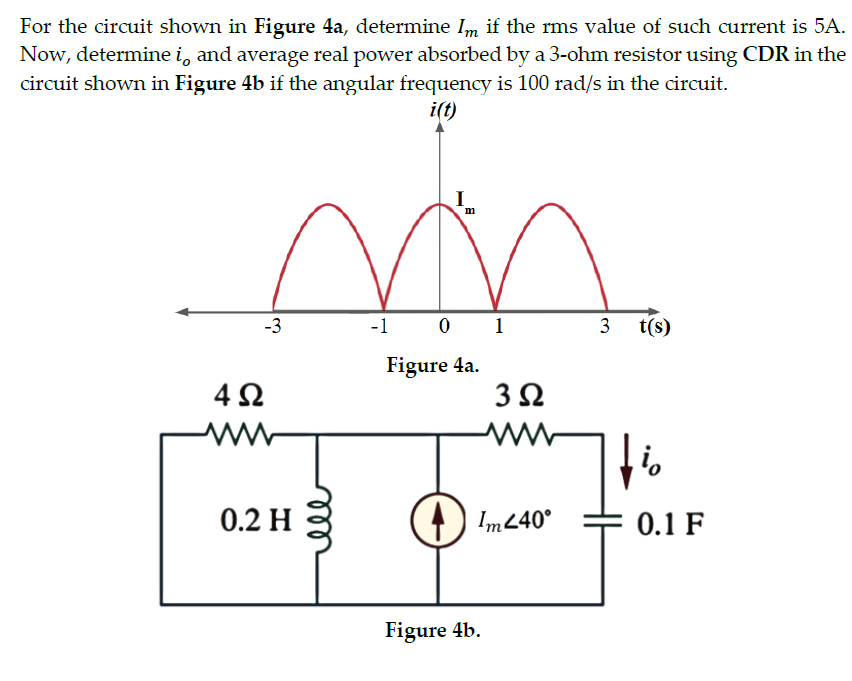 For the circuit shown in Figure 4a, determine Iₘ if the rms value of such current is 5A.
Now, determine iₒ and average real power absorbed by a 3-ohm resistor using CDR in the
circuit shown in Figure 4b if the angular frequency is 100 rad/s in the circuit.
i(t)
Iₘ
-3 -1 0 1 3 t(s)
Figure 4a.
4 Ω 3 Ω
iₒ
0.2 H Iₘ∠40° 0.1 F
Figure 4b.